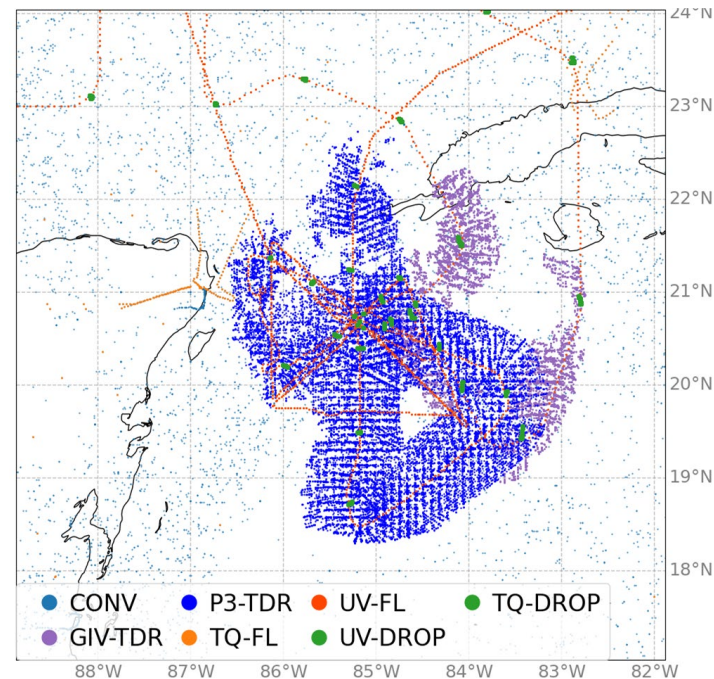 24°N
23°N
22°N
21°N
20°N
19°N
18°N
CONV P3-TDR UV-FL TQ-DROP
GIV-TDR TQ-FL UV-DROP
88°W 87°W 86°W 85°W 84°W 83°W 82°W